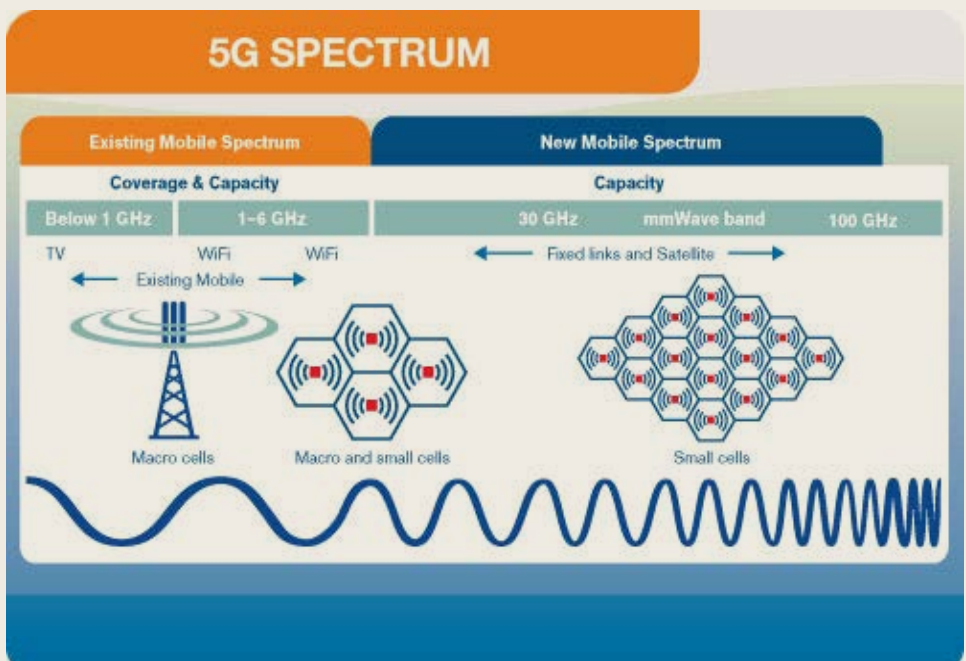 5G SPECTRUM
Existing Mobile Spectrum
New Mobile Spectrum
Coverage & Capacity
Capacity
Below 1 GHz
1–6 GHz
30 GHz
mmWave band
100 GHz
TV
WiFi
WiFi
Fixed links and Satellite
Existing Mobile
Macro cells
Macro and small cells
Small cells